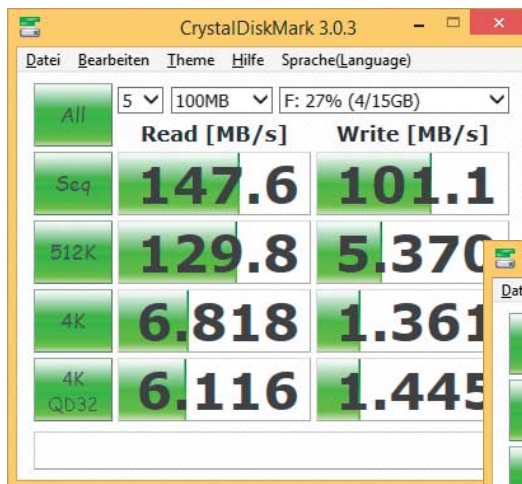 CrystalDiskMark 3.0.3
Datei Bearbeiten Theme Hilfe Sprache(Language)
All 5 100MB F: 27% (4/15GB)
Read [MB/s] Write [MB/s]
Seq 147.6 101.1
512K 129.8 5.370
4K 6.818 1.361
4K QD32 6.116 1.445
Dat